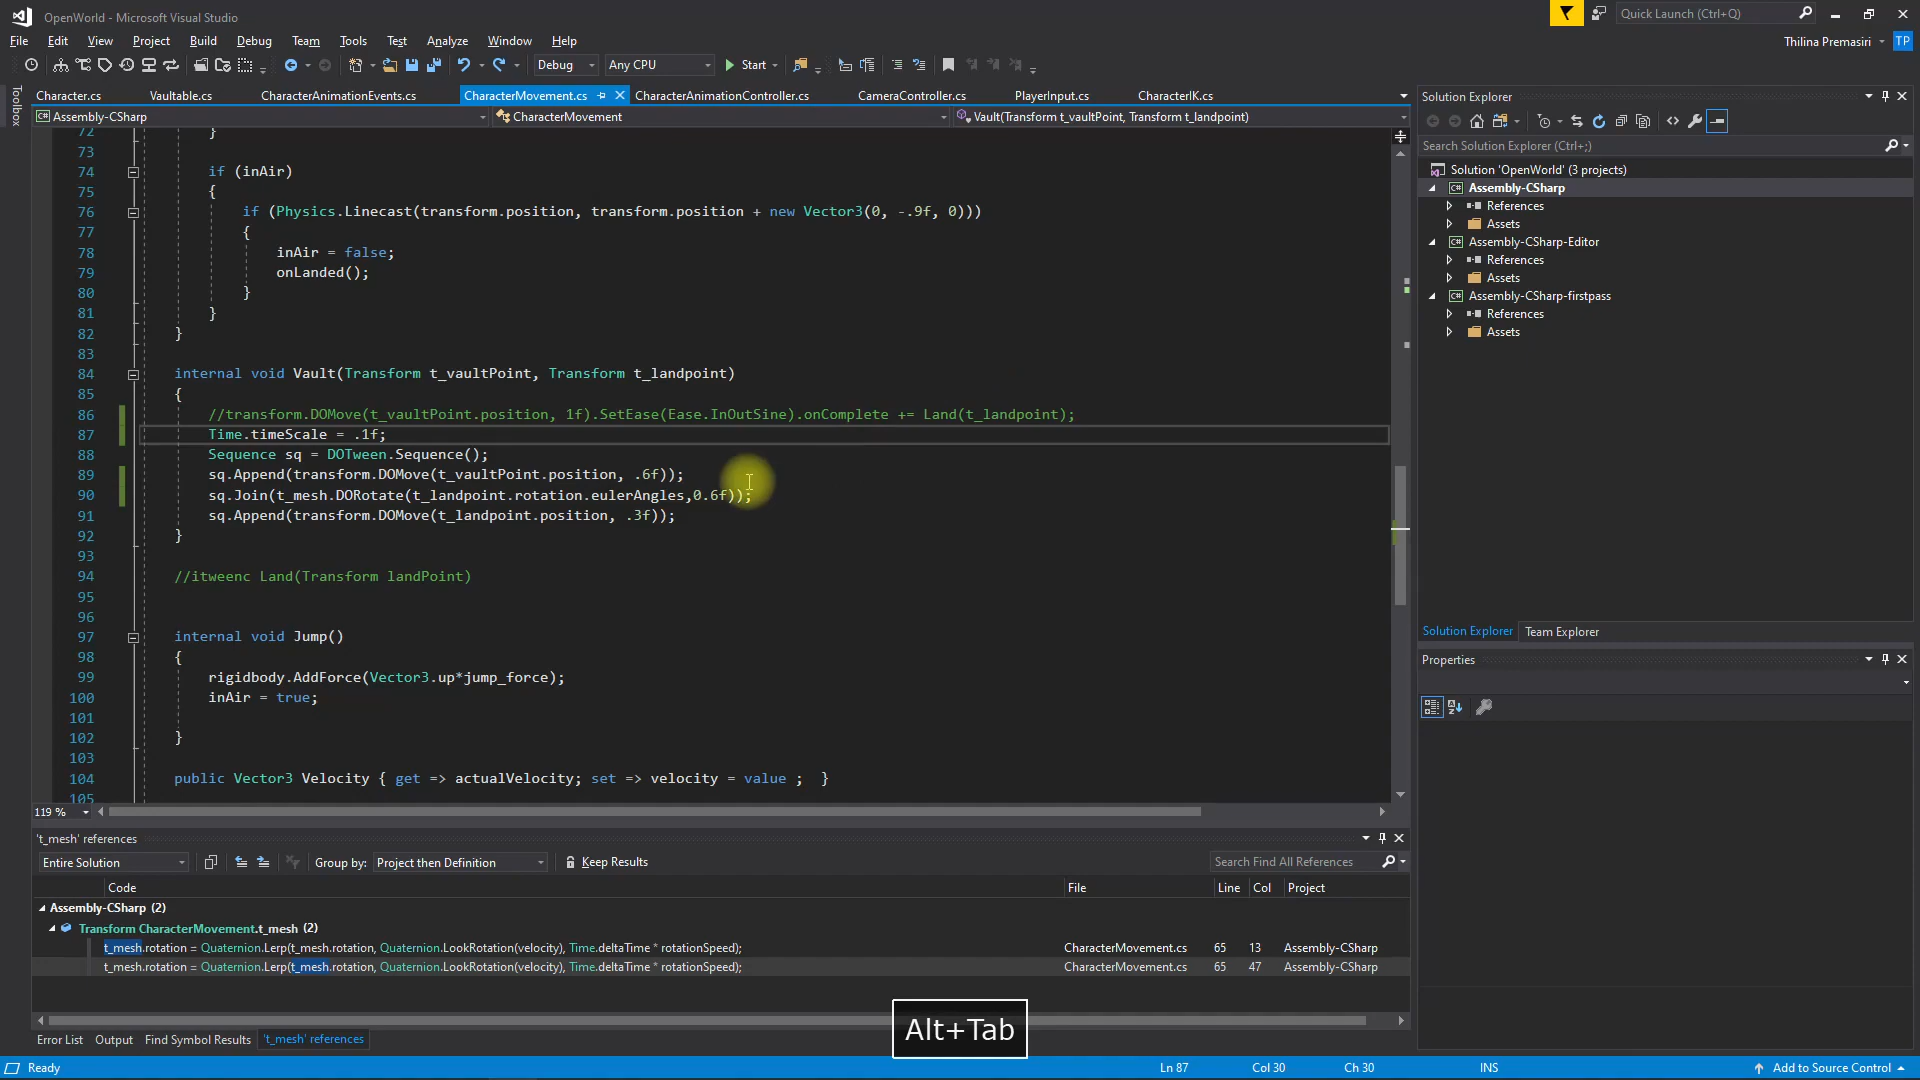 OpenWorld - Microsoft Visual Studio
Quick Launch (Ctrl+Q)
File Edit View Project Build Debug Team Tools Test Analyze Window Help
Thilina Premasiri TP
Debug Any CPU Start
Toolbox
Character.cs Vaultable.cs CharacterAnimationEvents.cs CharacterMovement.cs CharacterAnimationController.cs CameraController.cs PlayerInput.cs CharacterIK.cs
Assembly-CSharp CharacterMovement Vault(Transform t_vaultPoint, Transform t_landpoint)
72 }
73
74 if (inAir)
75 {
76 if (Physics.Linecast(transform.position, transform.position + new Vector3(0, -.9f, 0)))
77 {
78 inAir = false;
79 onLanded();
80 }
81 }
82 }
83
84 internal void Vault(Transform t_vaultPoint, Transform t_landpoint)
85 {
86 //transform.DOMove(t_vaultPoint.position, 1f).SetEase(Ease.InOutSine).onComplete += Land(t_landpoint);
87 Time.timeScale = .1f;
88 Sequence sq = DOTween.Sequence();
89 sq.Append(transform.DOMove(t_vaultPoint.position, .6f));
90 sq.Join(t_mesh.DORotate(t_landpoint.rotation.eulerAngles,0.6f));
91 sq.Append(transform.DOMove(t_landpoint.position, .3f));
92 }
93
94 //itweenc Land(Transform landPoint)
95
96
97 internal void Jump()
98 {
99 rigidbody.AddForce(Vector3.up*jump_force);
100 inAir = true;
101
102 }
103
104 public Vector3 Velocity { get => actualVelocity; set => velocity = value ; }
105
119 %
Solution Explorer
Search Solution Explorer (Ctrl+;)
Solution 'OpenWorld' (3 projects)
Assembly-CSharp
References
Assets
Assembly-CSharp-Editor
References
Assets
Assembly-CSharp-firstpass
References
Assets
Solution Explorer Team Explorer
Properties
't_mesh' references
Entire Solution Group by: Project then Definition Keep Results Search Find All References
Code File Line Col Project
Assembly-CSharp (2)
Transform CharacterMovement.t_mesh (2)
t_mesh.rotation = Quaternion.Lerp(t_mesh.rotation, Quaternion.LookRotation(velocity), Time.deltaTime * rotationSpeed); CharacterMovement.cs 65 13 Assembly-CSharp
t_mesh.rotation = Quaternion.Lerp(t_mesh.rotation, Quaternion.LookRotation(velocity), Time.deltaTime * rotationSpeed); CharacterMovement.cs 65 47 Assembly-CSharp
Alt+Tab
Error List Output Find Symbol Results 't_mesh' references
Ready Ln 87 Col 30 Ch 30 INS Add to Source Control